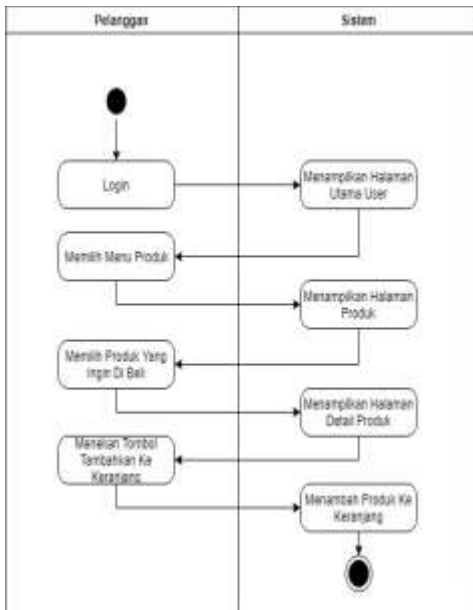 Pelanggan
Sistem
Login
Menampilkan Halaman
Utama User
Memilih Menu Produk
Menampilkan Halaman
Produk
Memilih Produk Yang
Ingin Di Beli
Menampilkan Halaman
Detail Produk
Menekan Tombol
Tambahkan Ke
Keranjang
Menambah Produk Ke
Keranjang